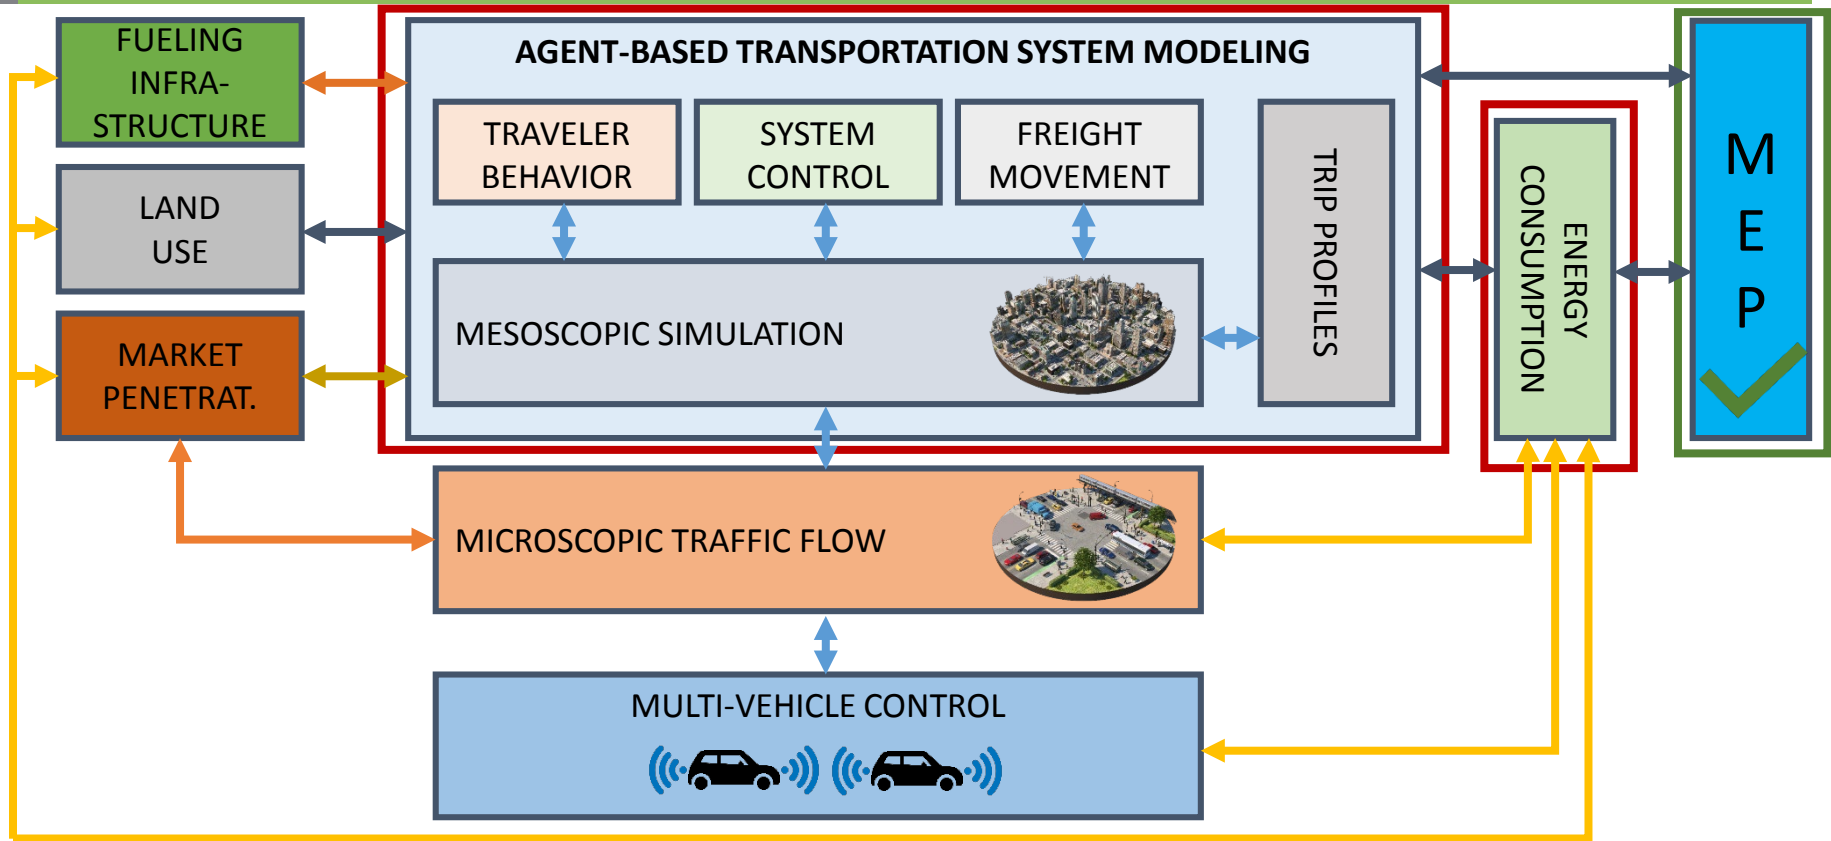 FUELING
INFRA-
STRUCTURE
LAND
USE
MARKET
PENETRAT.
AGENT-BASED TRANSPORTATION SYSTEM MODELING
TRAVELER
BEHAVIOR
SYSTEM
CONTROL
FREIGHT
MOVEMENT
TRIP PROFILES
MESOSCOPIC SIMULATION
MICROSCOPIC TRAFFIC FLOW
MULTI-VEHICLE CONTROL
ENERGY
CONSUMPTION
M
E
P